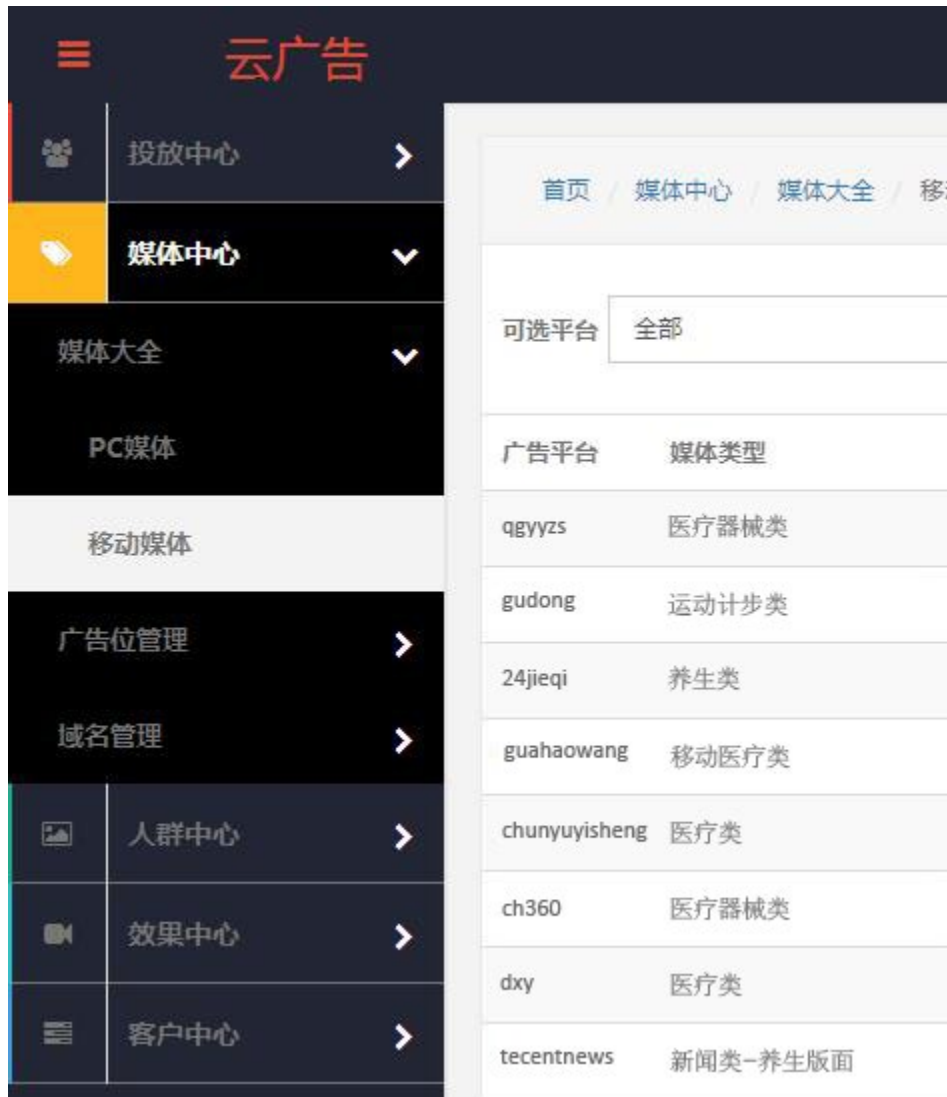 云广告
投放中心
媒体中心
媒体大全
PC媒体
移动媒体
广告位管理
域名管理
人群中心
效果中心
客户中心
首页 / 媒体中心 / 媒体大全 / 移
可选平台 全部
广告平台 媒体类型
qgyyzs 医疗器械类
gudong 运动计步类
24jieqi 养生类
guahaowang 移动医疗类
chunyuyisheng 医疗类
ch360 医疗器械类
dxy 医疗类
tecentnews 新闻类-养生版面